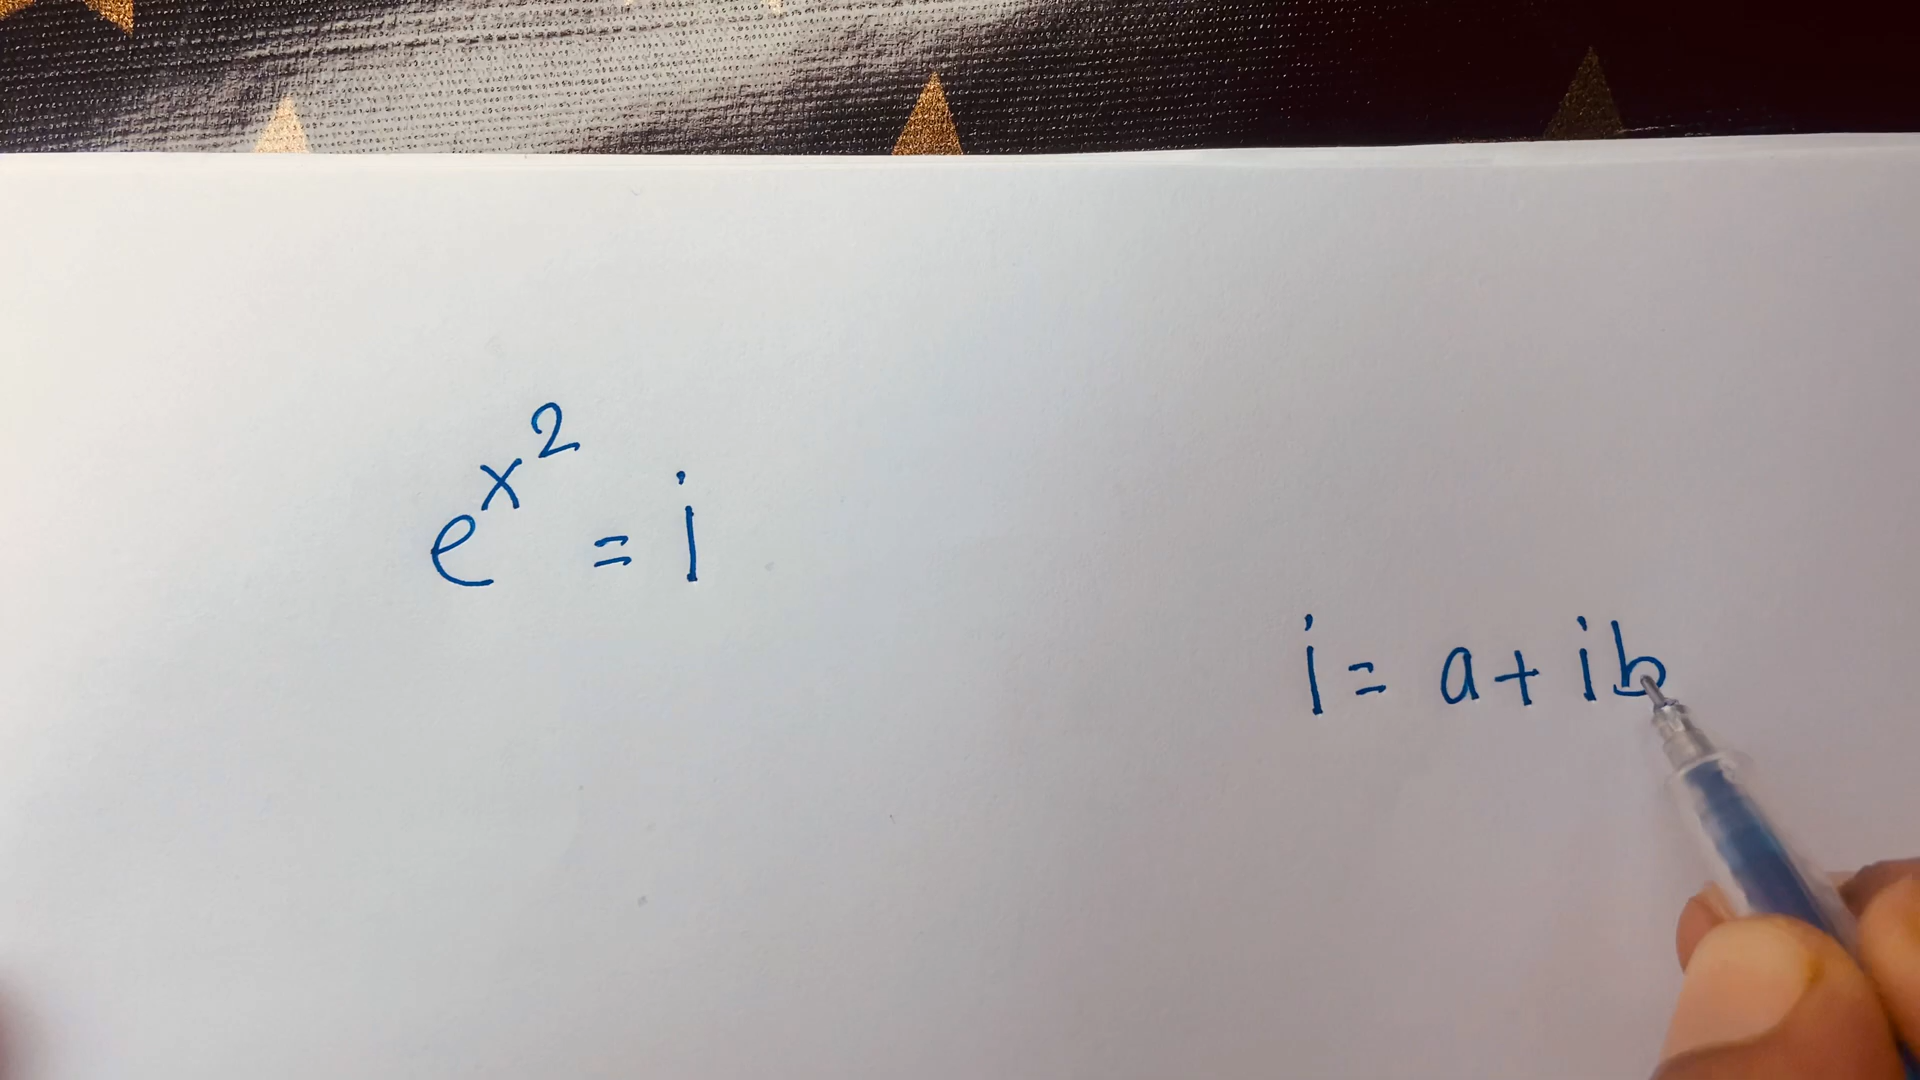 e^{x^2} = i
i = a + ib